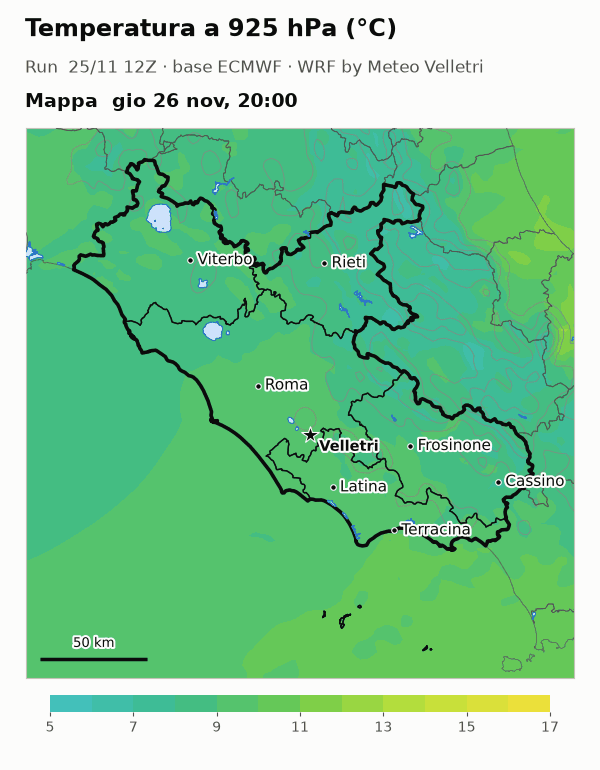 Temperatura a 925 hPa (°C)
Run  25/11 12Z · base ECMWF · WRF by Meteo Velletri
Mappa  gio 26 nov, 20:00
Viterbo
Rieti
Roma
Velletri
Frosinone
Latina
Cassino
Terracina
50 km
5 7 9 11 13 15 17